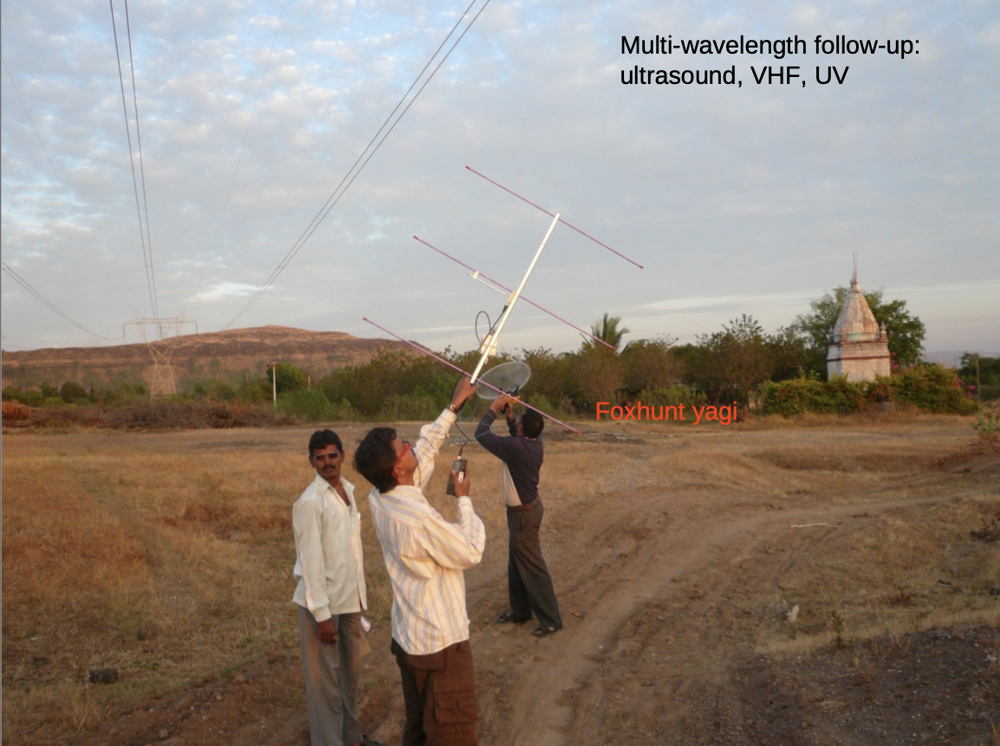 Multi-wavelength follow-up:
ultrasound, VHF, UV
Foxhunt yagi